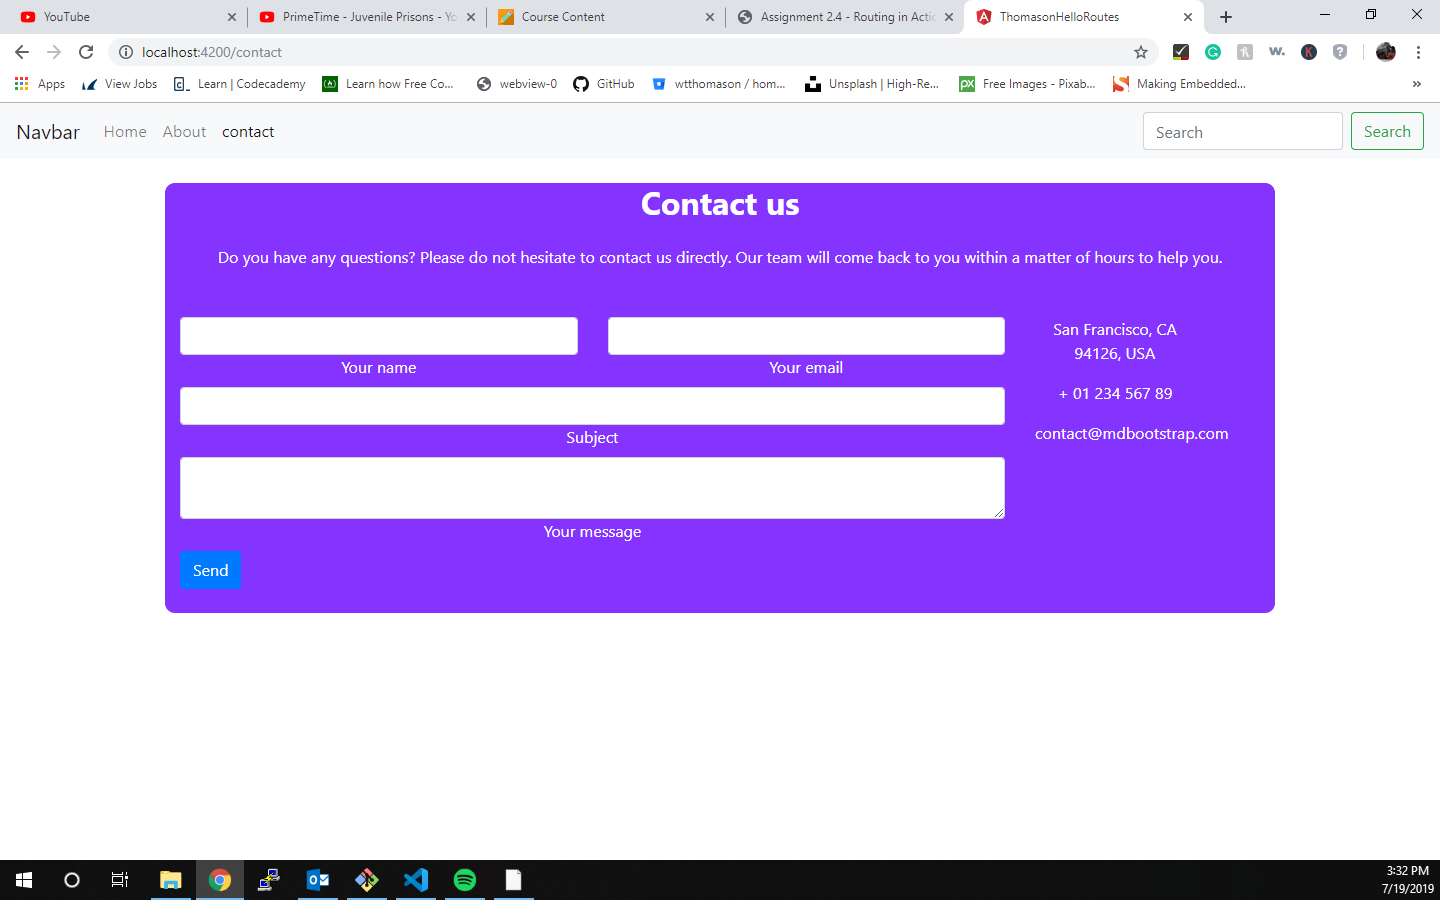 YouTube
PrimeTime - Juvenile Prisons - Yo
Course Content
Assignment 2.4 - Routing in Actio
ThomasonHelloRoutes
localhost:4200/contact
Apps
View Jobs
Learn | Codecademy
Learn how Free Co...
webview-0
GitHub
wtthomason / hom...
Unsplash | High-Re...
Free Images - Pixab...
Making Embedded...
»
Navbar
Home
About
contact
Search
Search
Contact us
Do you have any questions? Please do not hesitate to contact us directly. Our team will come back to you within a matter of hours to help you.
Your name
Your email
Subject
Your message
Send
San Francisco, CA
94126, USA
+ 01 234 567 89
contact@mdbootstrap.com
3:32 PM
7/19/2019